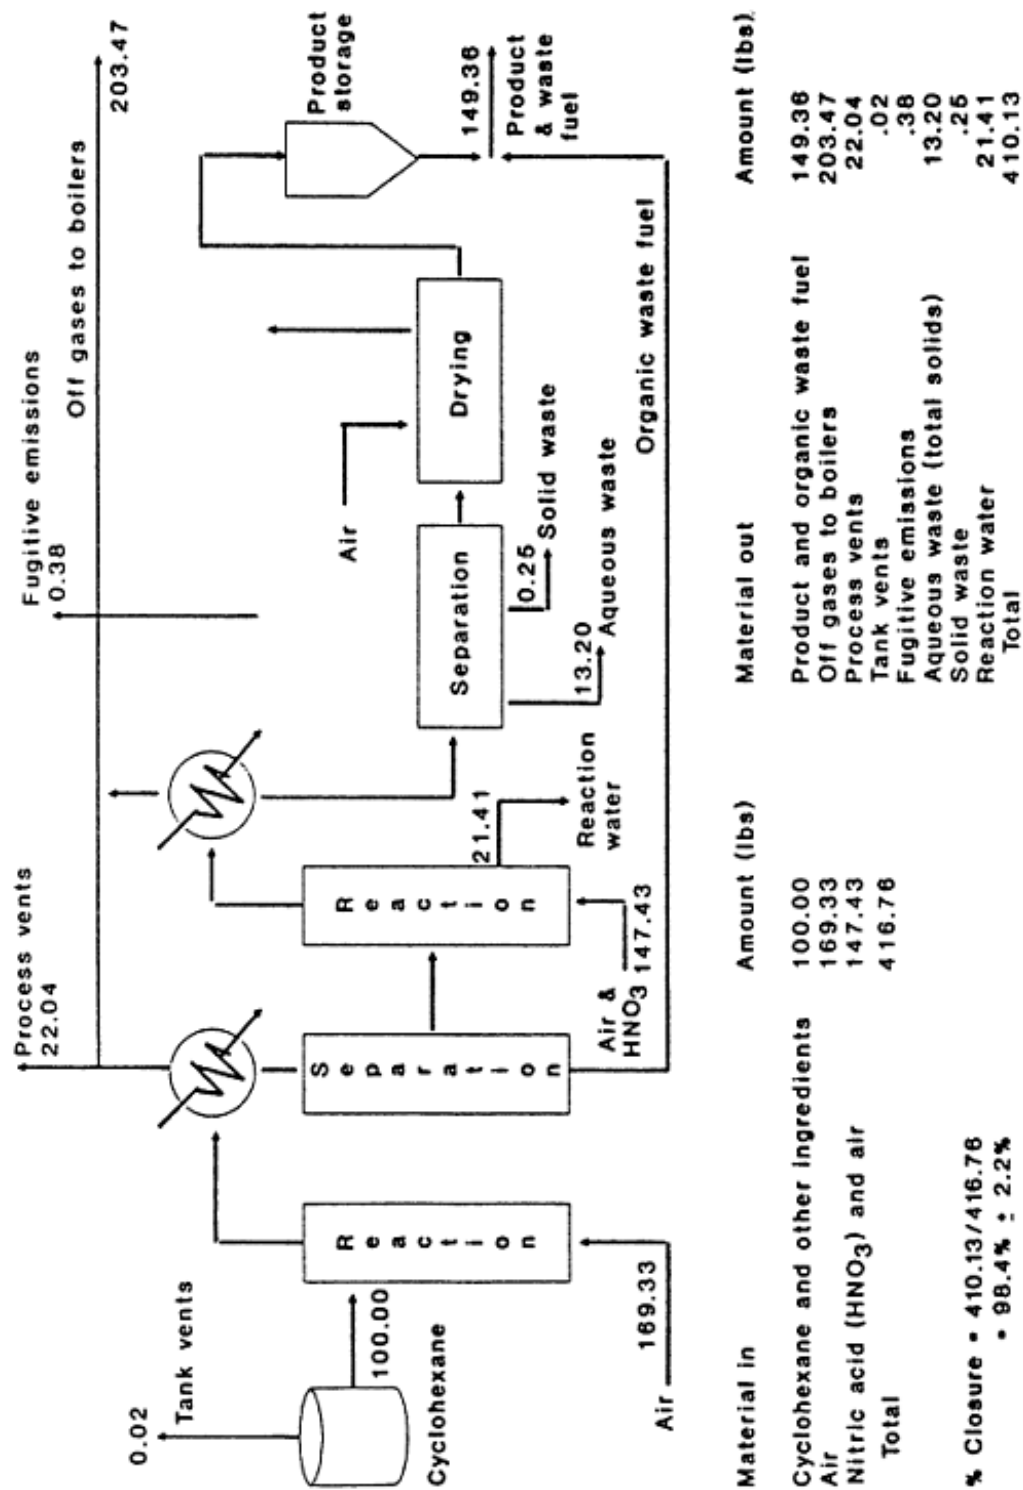 0.02
Tank vents
Process vents
22.04
Fugitive emissions
0.38
Off gases to boilers
203.47
Cyclohexane
100.00
Reaction
169.33
Air
Separation
Air &
HNO3 147.43
Reaction
21.41
Reaction
water
Separation
13.20
Aqueous waste
0.25
Solid waste
Air
Drying
Product
storage
149.36
Product
& waste
fuel
Organic waste fuel
Material in Amount (lbs)
Cyclohexane and other ingredients 100.00
Air 169.33
Nitric acid (HNO3) and air 147.43
Total 416.76
% Closure = 410.13/416.76
= 98.4% ± 2.2%
Material out Amount (lbs)
Product and organic waste fuel 149.36
Off gases to boilers 203.47
Process vents 22.04
Tank vents .02
Fugitive emissions .38
Aqueous waste (total solids) 13.20
Solid waste .25
Reaction water 21.41
Total 410.13